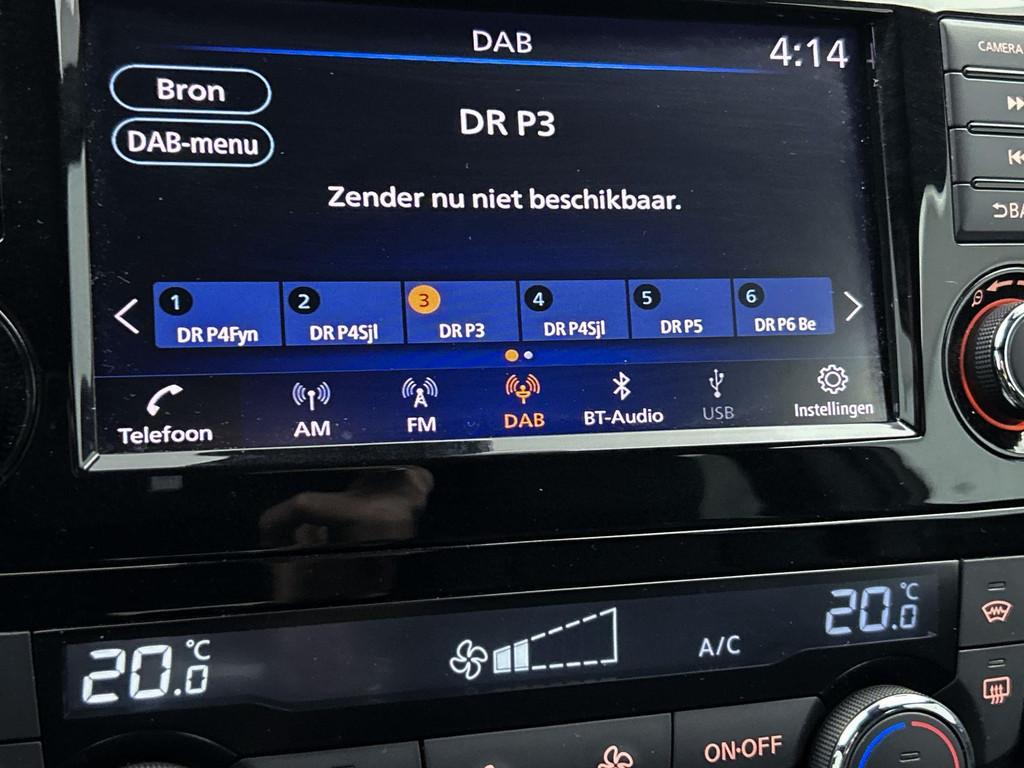 DAB
4:14
CAMERA
Bron
DR P3
DAB-menu
Zender nu niet beschikbaar.
1 DR P4Fyn
2 DR P4Sjl
3 DR P3
4 DR P4Sjl
5 DR P5
6 DR P6 Be
Telefoon
AM
FM
DAB
BT-Audio
USB
Instellingen
20.0 °C
A/C
20.0 °C
ON·OFF